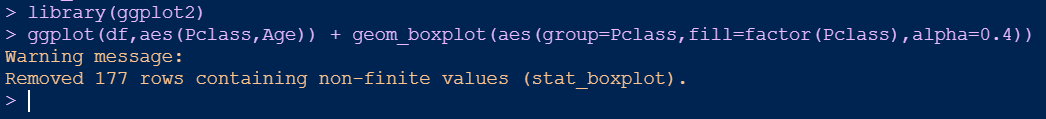 > library(ggplot2)
> ggplot(df,aes(Pclass,Age)) + geom_boxplot(aes(group=Pclass,fill=factor(Pclass),alpha=0.4))
Warning message:
Removed 177 rows containing non-finite values (stat_boxplot).
>